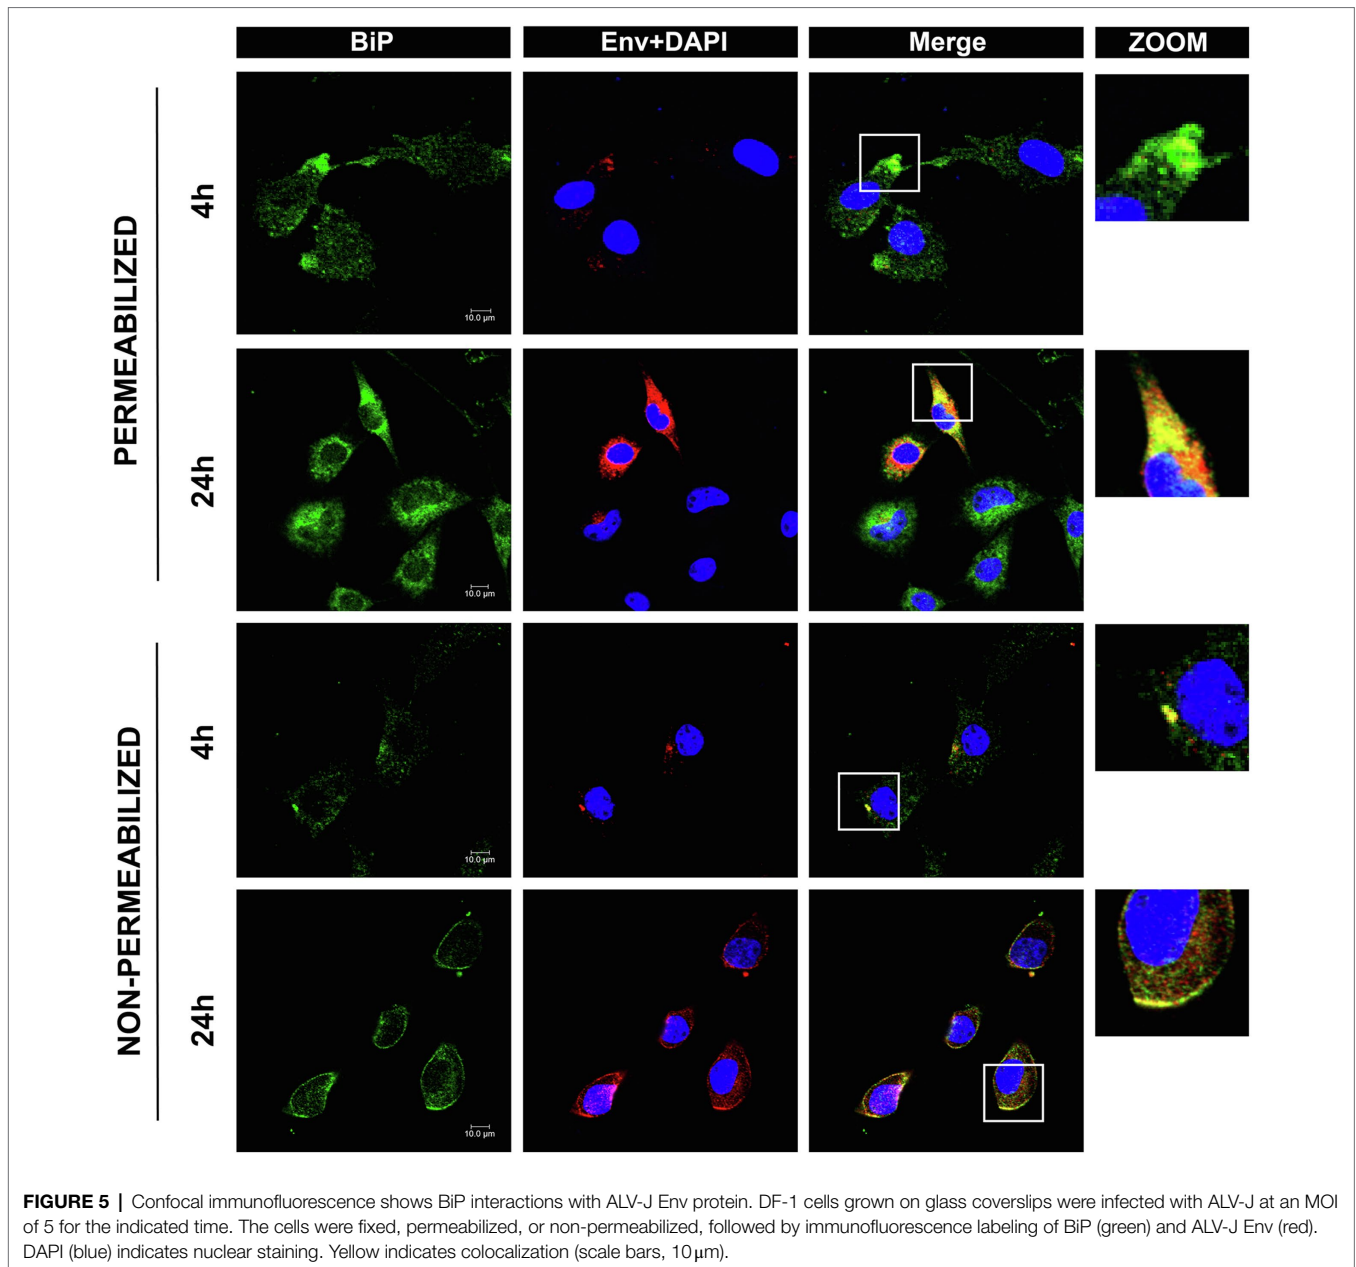 BiP
Env+DAPI
Merge
ZOOM
PERMEABILIZED
4h
10.0 µm
24h
10.0 µm
NON-PERMEABILIZED
4h
10.0 µm
24h
10.0 µm
FIGURE 5 | Confocal immunofluorescence shows BiP interactions with ALV-J Env protein. DF-1 cells grown on glass coverslips were infected with ALV-J at an MOI
of 5 for the indicated time. The cells were fixed, permeabilized, or non-permeabilized, followed by immunofluorescence labeling of BiP (green) and ALV-J Env (red).
DAPI (blue) indicates nuclear staining. Yellow indicates colocalization (scale bars, 10 µm).